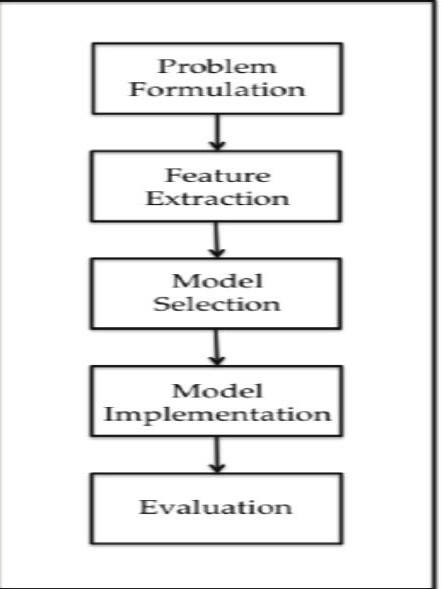 Problem
Formulation
Feature
Extraction
Model
Selection
Model
Implementation
Evaluation